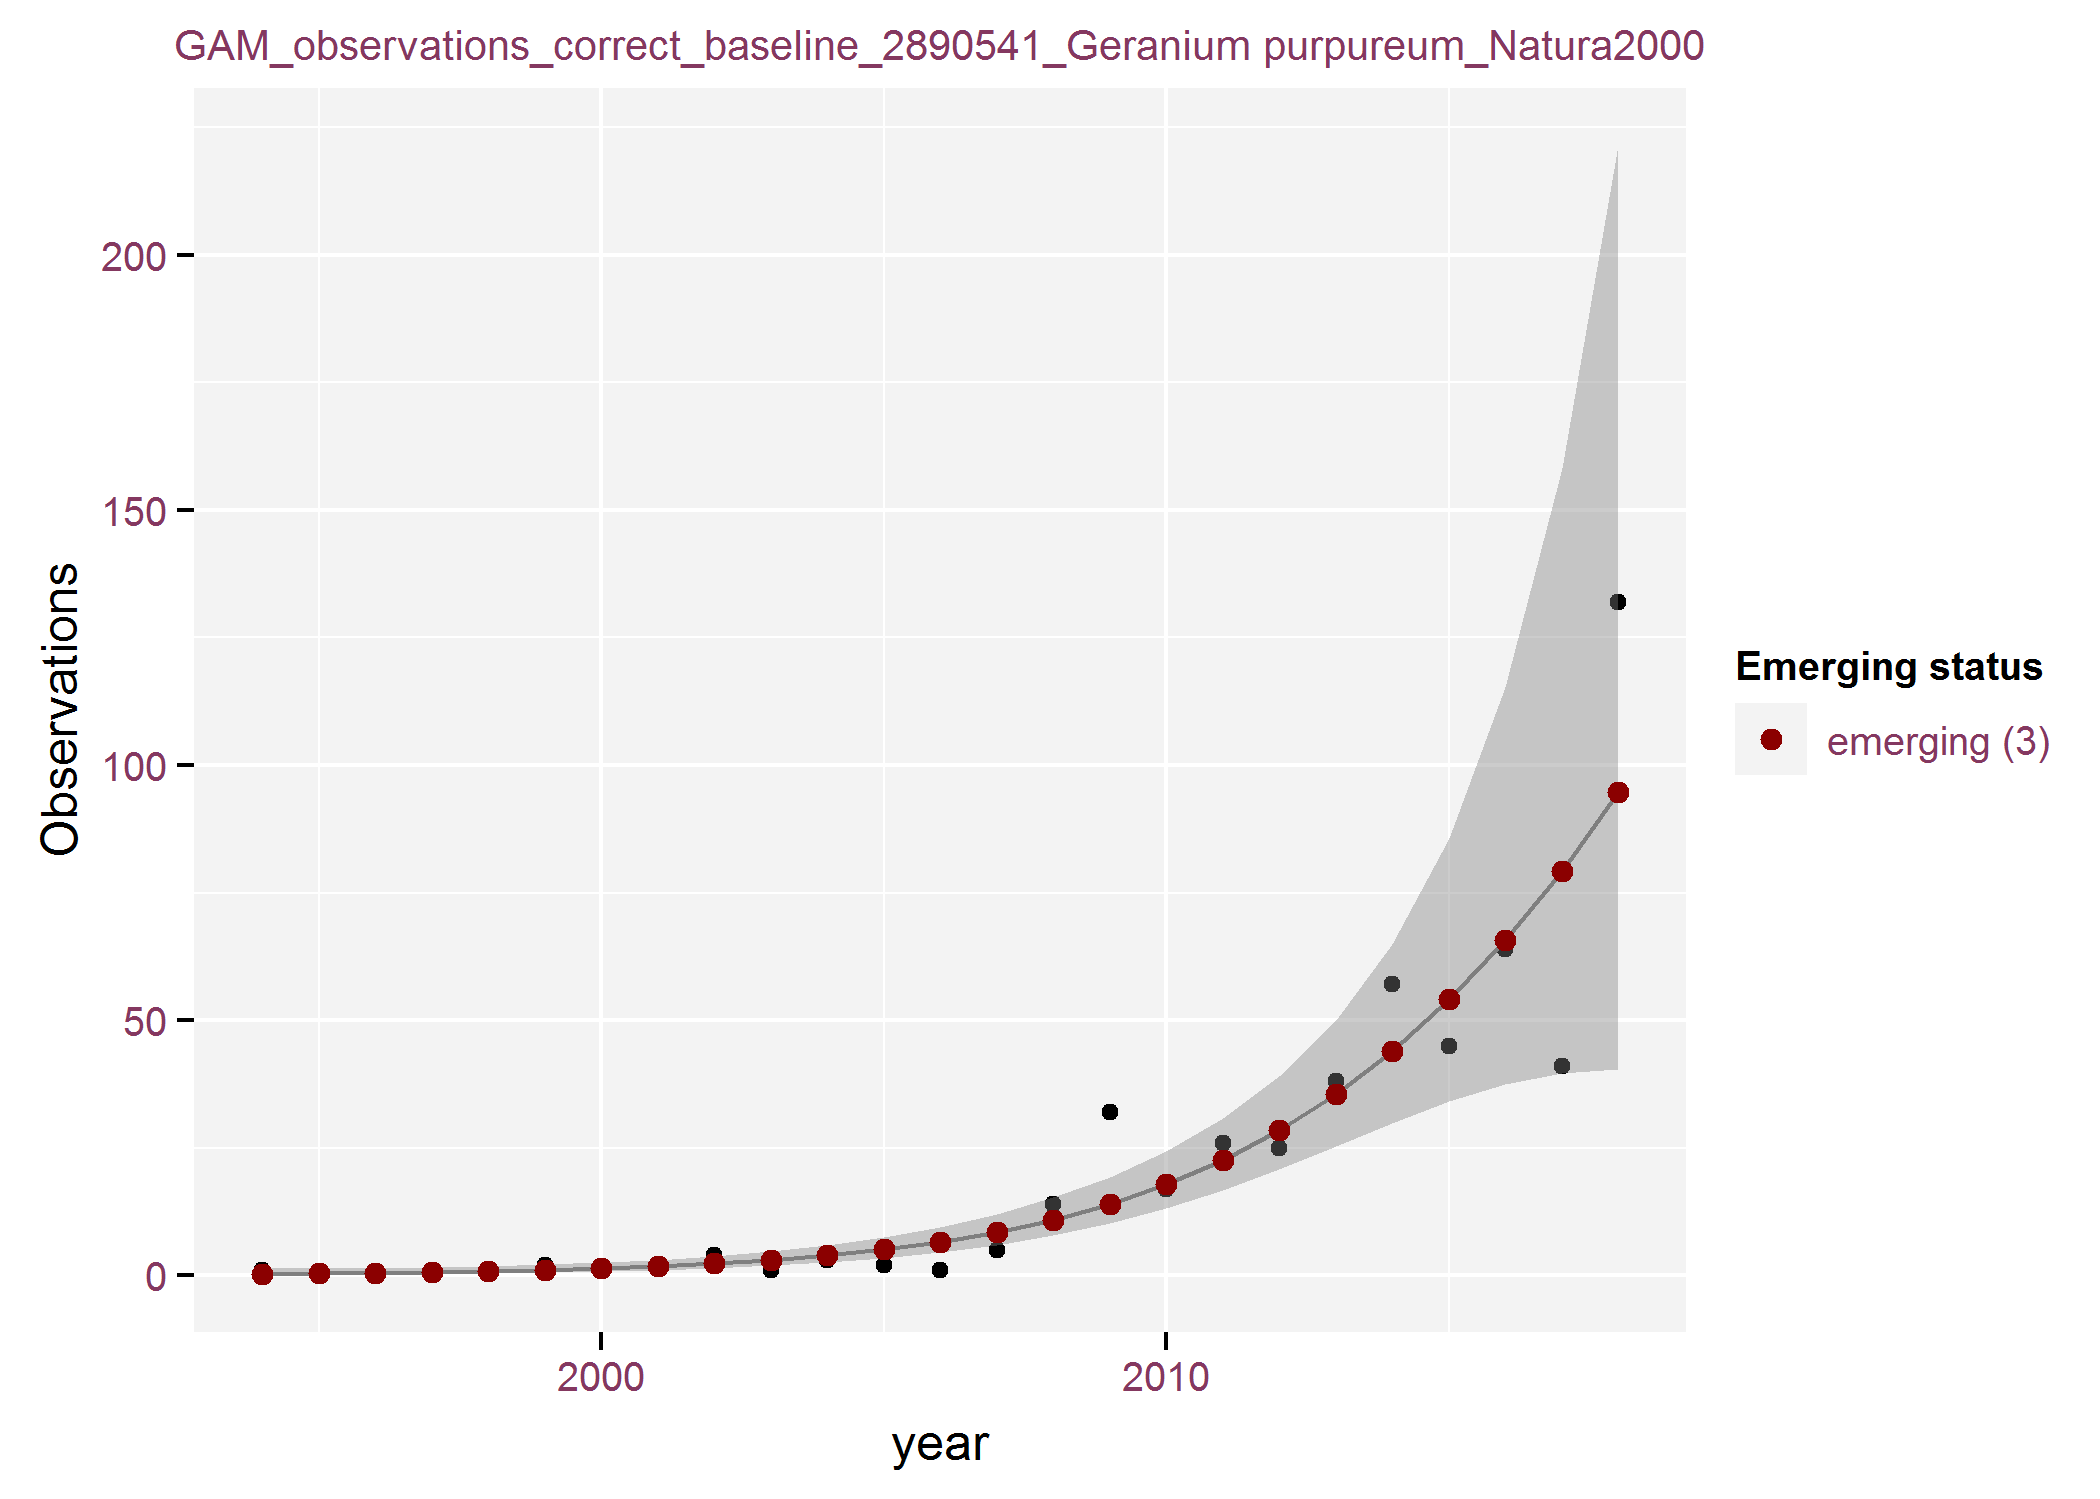 GAM_observations_correct_baseline_2890541_Geranium purpureum_Natura2000
200
150
100
50
0
Observations
2000
2010
year
Emerging status
emerging (3)